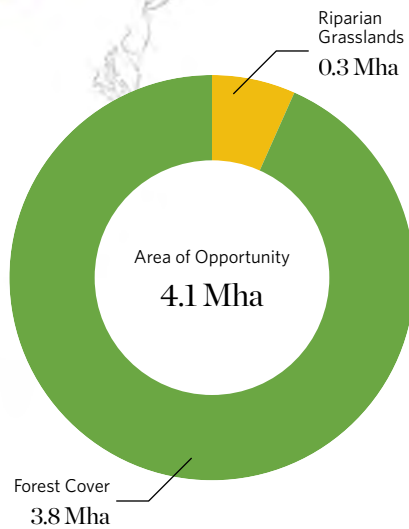 Riparian
Grasslands
0.3 Mha
Area of Opportunity
4.1 Mha
Forest Cover
3.8 Mha